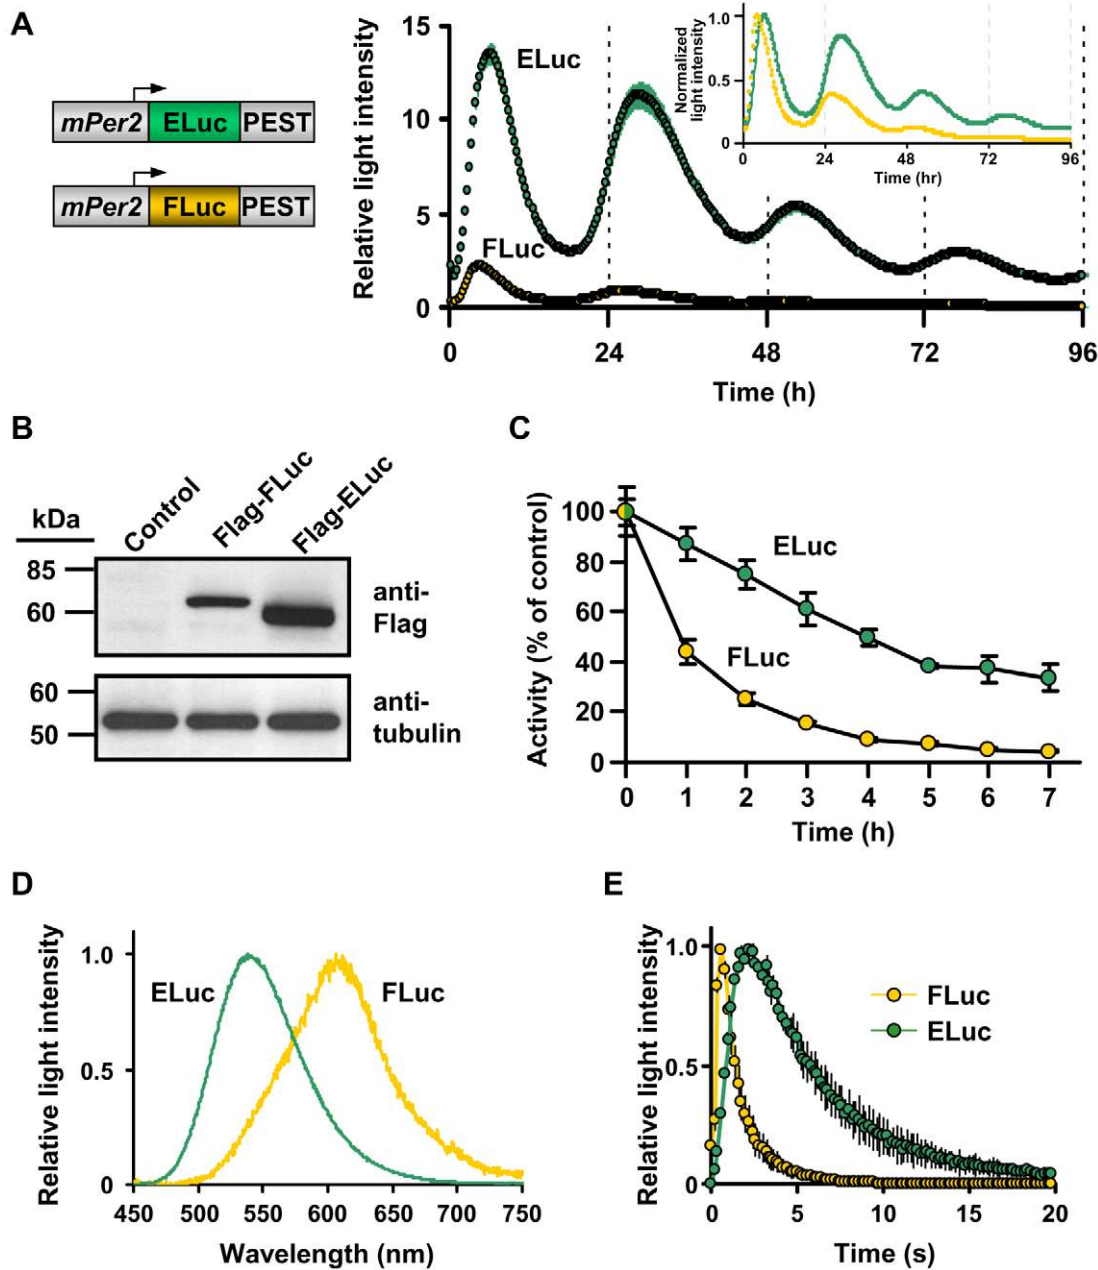 A
mPer2 ELuc PEST
mPer2 FLuc PEST
Relative light intensity
15
10
5
0
ELuc
FLuc
0 24 48 72 96
Time (h)
Normalized
light intensity
1.0
0.5
0
0 24 48 72 96
Time (hr)
B
kDa
Control
Flag-FLuc
Flag-ELuc
85
60
anti-
Flag
60
50
anti-
tubulin
C
Activity (% of control)
100
80
60
40
20
0
ELuc
FLuc
0 1 2 3 4 5 6 7
Time (h)
D
Relative light intensity
1.0
0.5
0
ELuc
FLuc
450 500 550 600 650 700 750
Wavelength (nm)
E
Relative light intensity
1.0
0.5
0
FLuc
ELuc
0 5 10 15 20
Time (s)